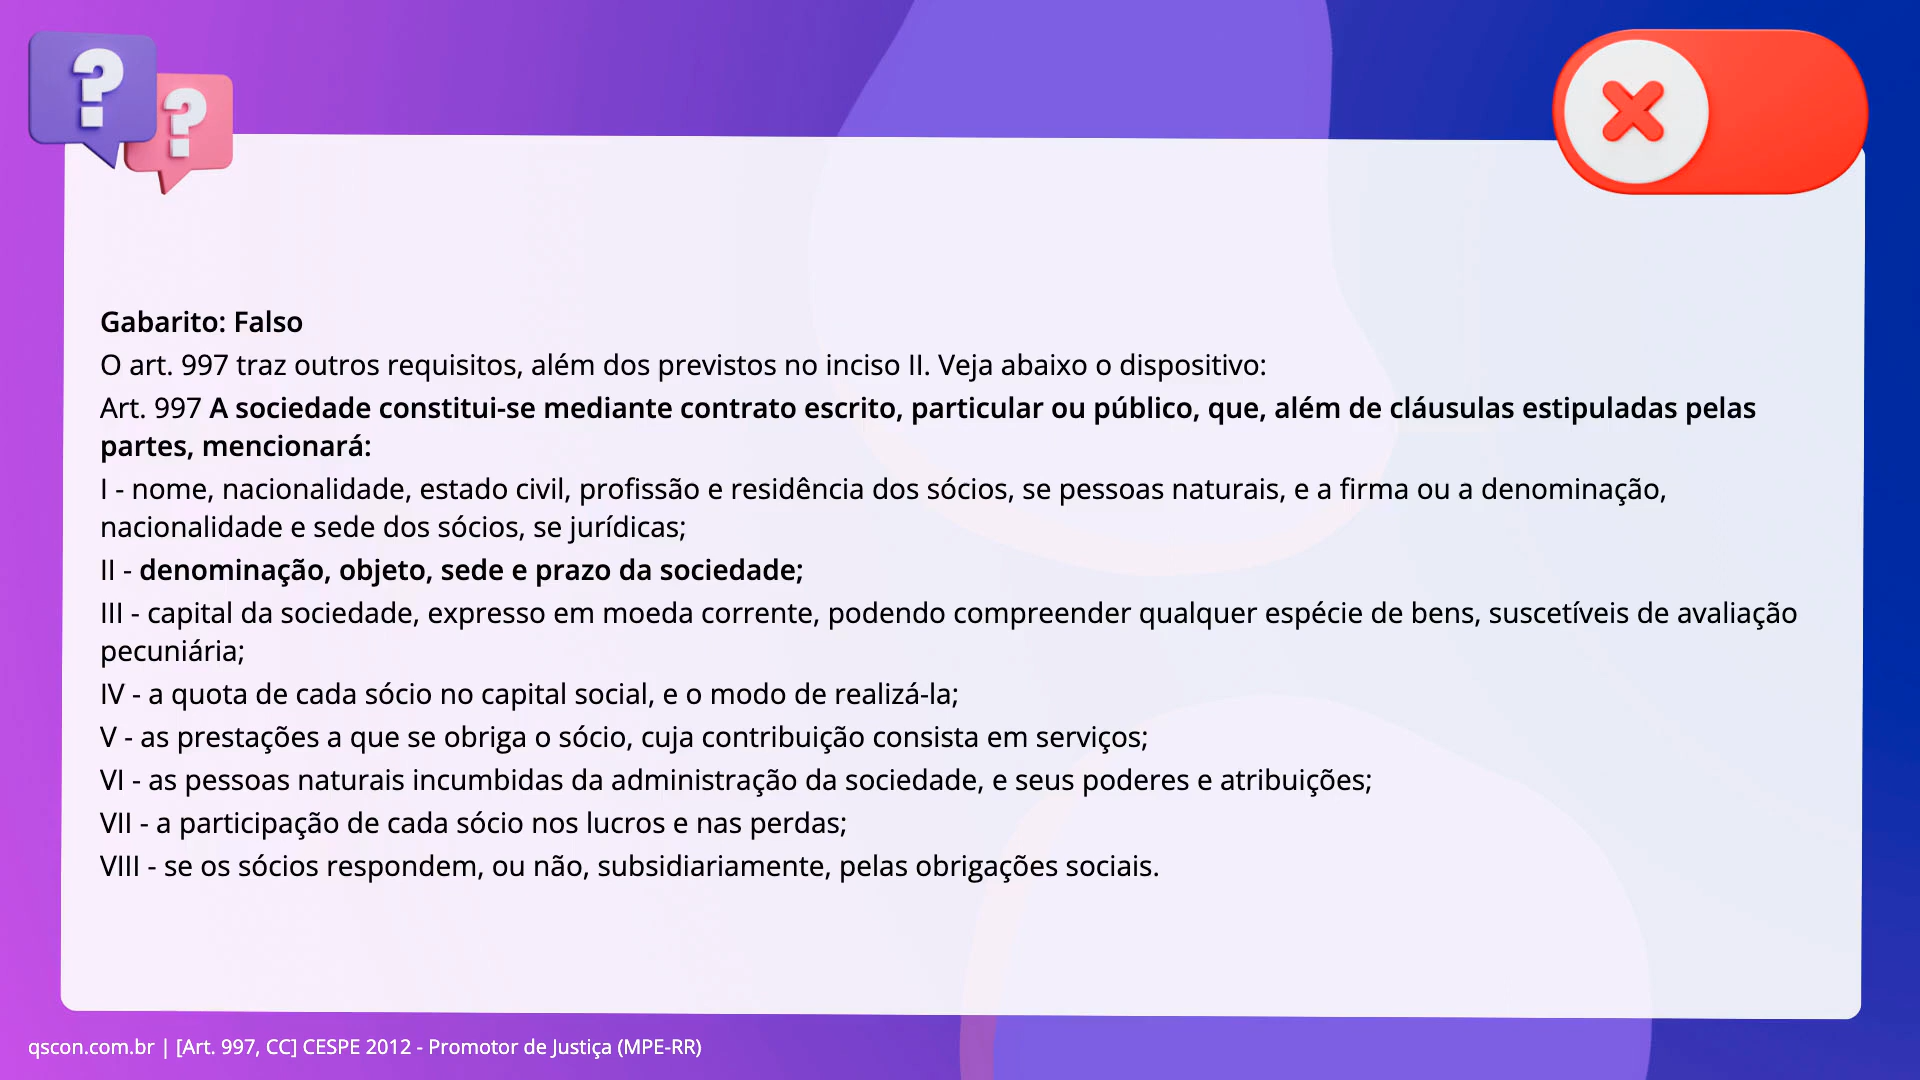 Gabarito: Falso
O art. 997 traz outros requisitos, além dos previstos no inciso II. Veja abaixo o dispositivo:
Art. 997 A sociedade constitui-se mediante contrato escrito, particular ou público, que, além de cláusulas estipuladas pelas
partes, mencionará:
I - nome, nacionalidade, estado civil, profissão e residência dos sócios, se pessoas naturais, e a firma ou a denominação,
nacionalidade e sede dos sócios, se jurídicas;
II - denominação, objeto, sede e prazo da sociedade;
III - capital da sociedade, expresso em moeda corrente, podendo compreender qualquer espécie de bens, suscetíveis de avaliação
pecuniária;
IV - a quota de cada sócio no capital social, e o modo de realizá-la;
V - as prestações a que se obriga o sócio, cuja contribuição consista em serviços;
VI - as pessoas naturais incumbidas da administração da sociedade, e seus poderes e atribuições;
VII - a participação de cada sócio nos lucros e nas perdas;
VIII - se os sócios respondem, ou não, subsidiariamente, pelas obrigações sociais.
qscon.com.br | [Art. 997, CC] CESPE 2012 - Promotor de Justiça (MPE-RR)